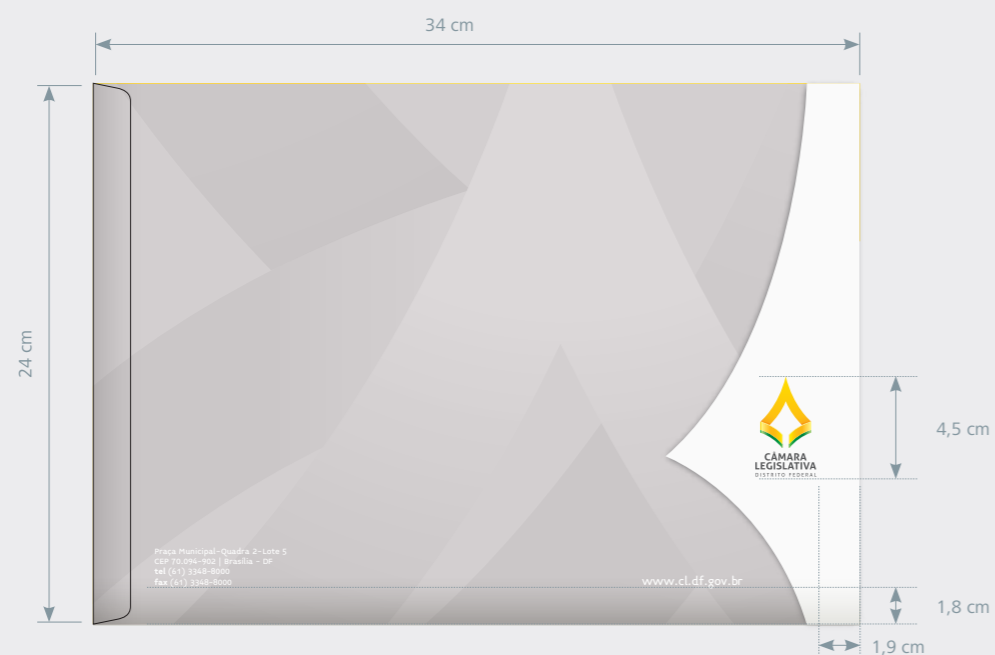 34 cm
24 cm
4,5 cm
CÂMARA
LEGISLATIVA
DISTRITO FEDERAL
Praça Municipal-Quadra 2-Lote 5
CEP 70.094-902 | Brasília - DF
tel (61) 3348-8000
fax (61) 3348-8000
www.cl.df.gov.br
1,8 cm
1,9 cm